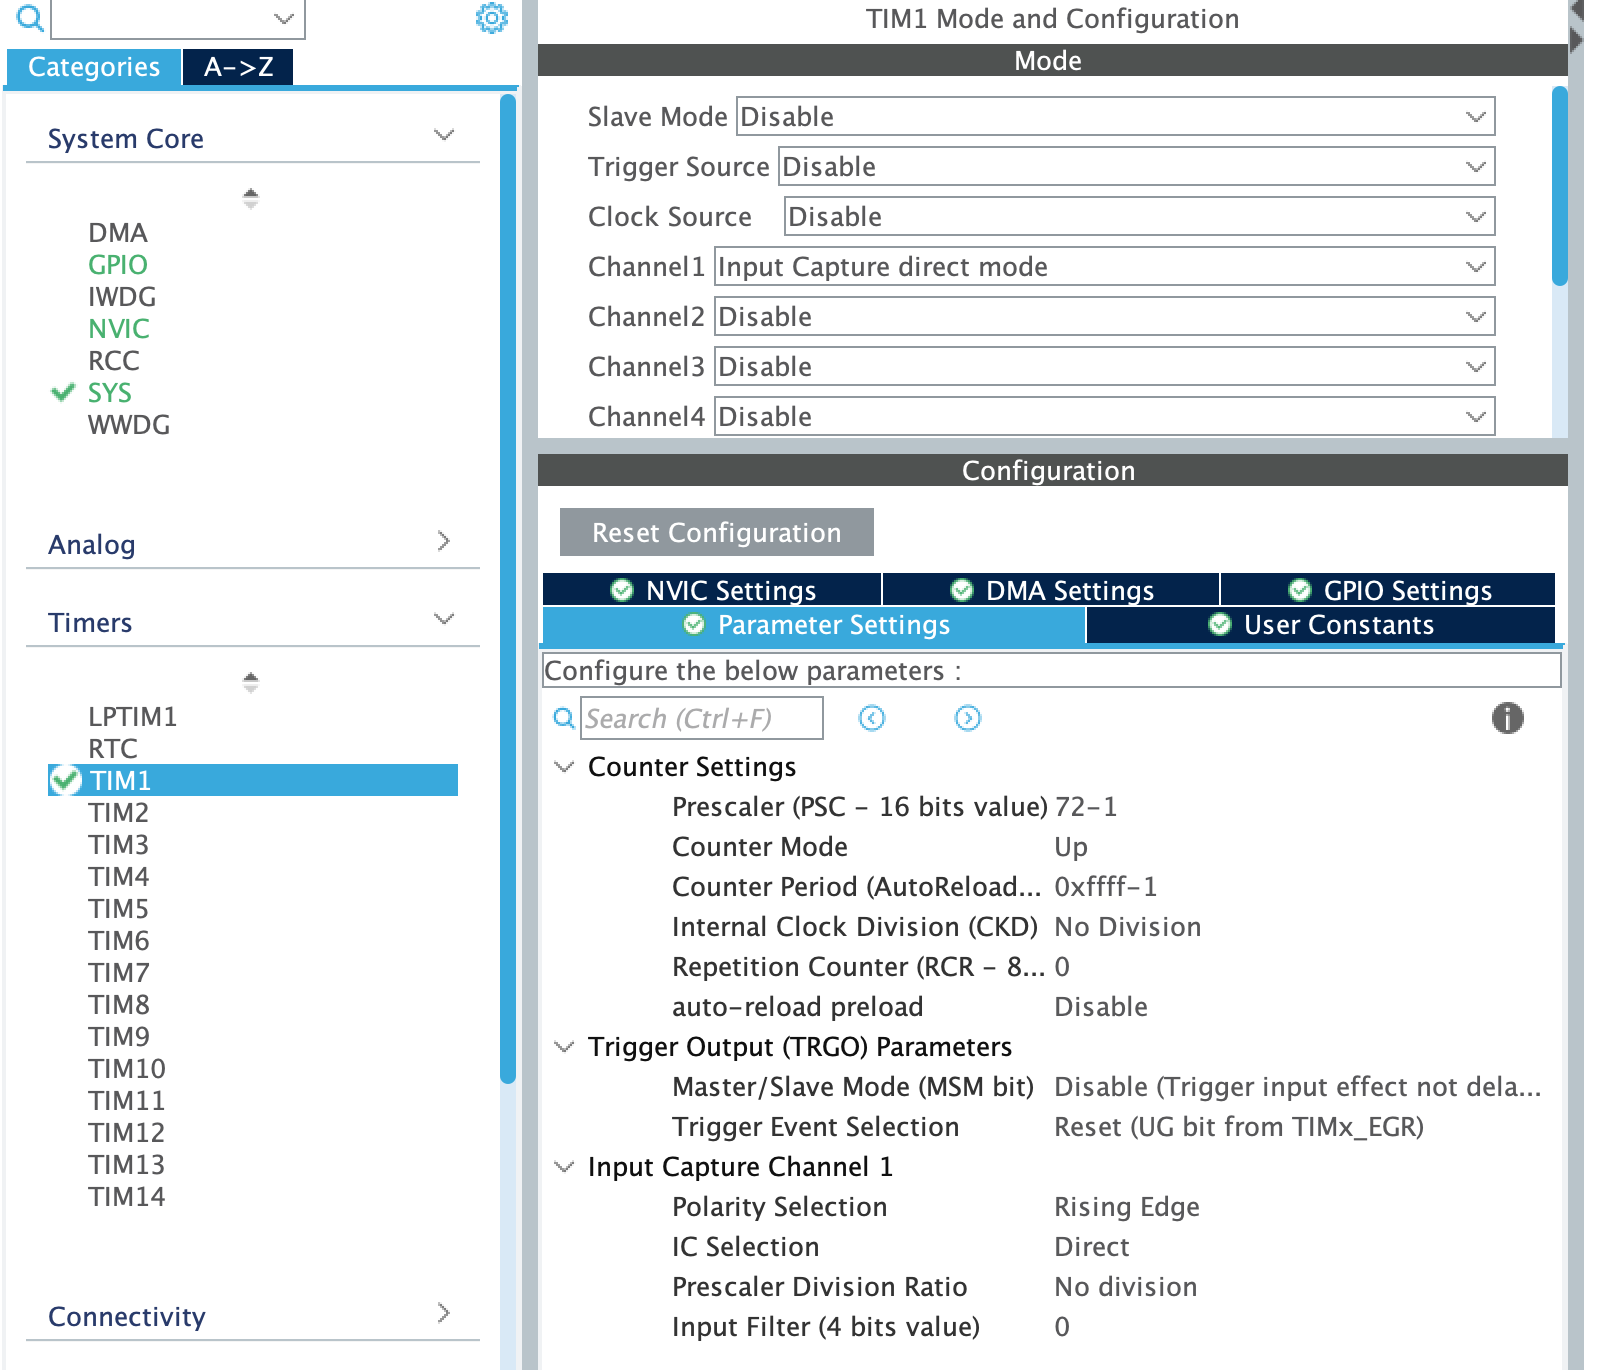 Categories
A->Z
System Core
DMA
GPIO
IWDG
NVIC
RCC
SYS
WWDG
Analog
Timers
LPTIM1
RTC
TIM1
TIM2
TIM3
TIM4
TIM5
TIM6
TIM7
TIM8
TIM9
TIM10
TIM11
TIM12
TIM13
TIM14
Connectivity
TIM1 Mode and Configuration
Mode
Slave Mode Disable
Trigger Source Disable
Clock Source Disable
Channel1 Input Capture direct mode
Channel2 Disable
Channel3 Disable
Channel4 Disable
Configuration
Reset Configuration
NVIC Settings
DMA Settings
GPIO Settings
Parameter Settings
User Constants
Configure the below parameters :
Search (Ctrl+F)
Counter Settings
Prescaler (PSC - 16 bits value) 72-1
Counter Mode Up
Counter Period (AutoReload... 0xffff-1
Internal Clock Division (CKD) No Division
Repetition Counter (RCR - 8... 0
auto-reload preload Disable
Trigger Output (TRGO) Parameters
Master/Slave Mode (MSM bit) Disable (Trigger input effect not dela...
Trigger Event Selection Reset (UG bit from TIMx_EGR)
Input Capture Channel 1
Polarity Selection Rising Edge
IC Selection Direct
Prescaler Division Ratio No division
Input Filter (4 bits value) 0